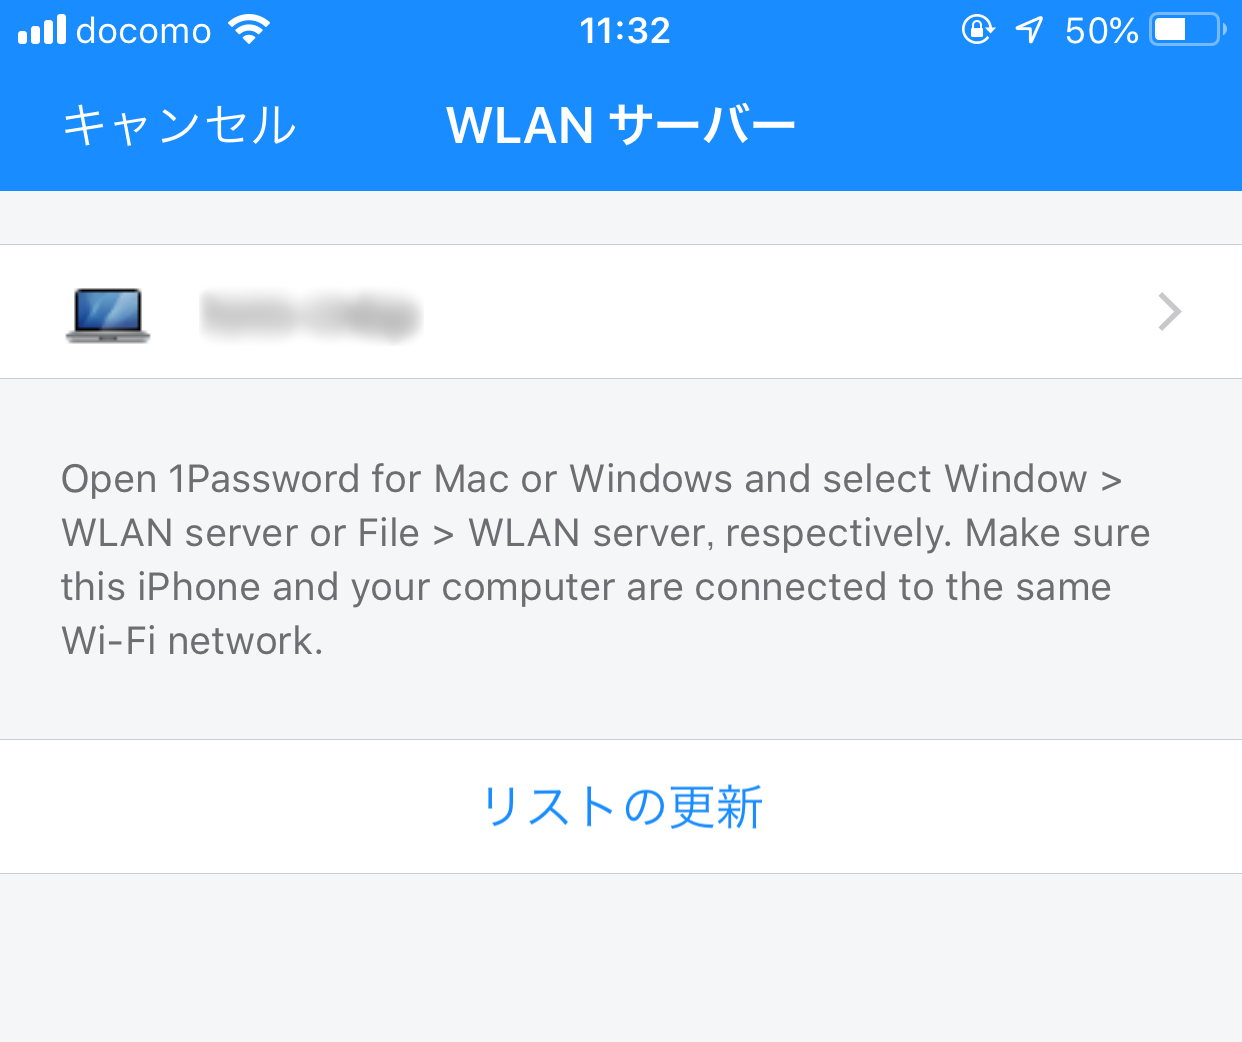 docomo 11:32 50%
キャンセル WLAN サーバー
Open 1Password for Mac or Windows and select Window >
WLAN server or File > WLAN server, respectively. Make sure
this iPhone and your computer are connected to the same
Wi-Fi network.
リストの更新